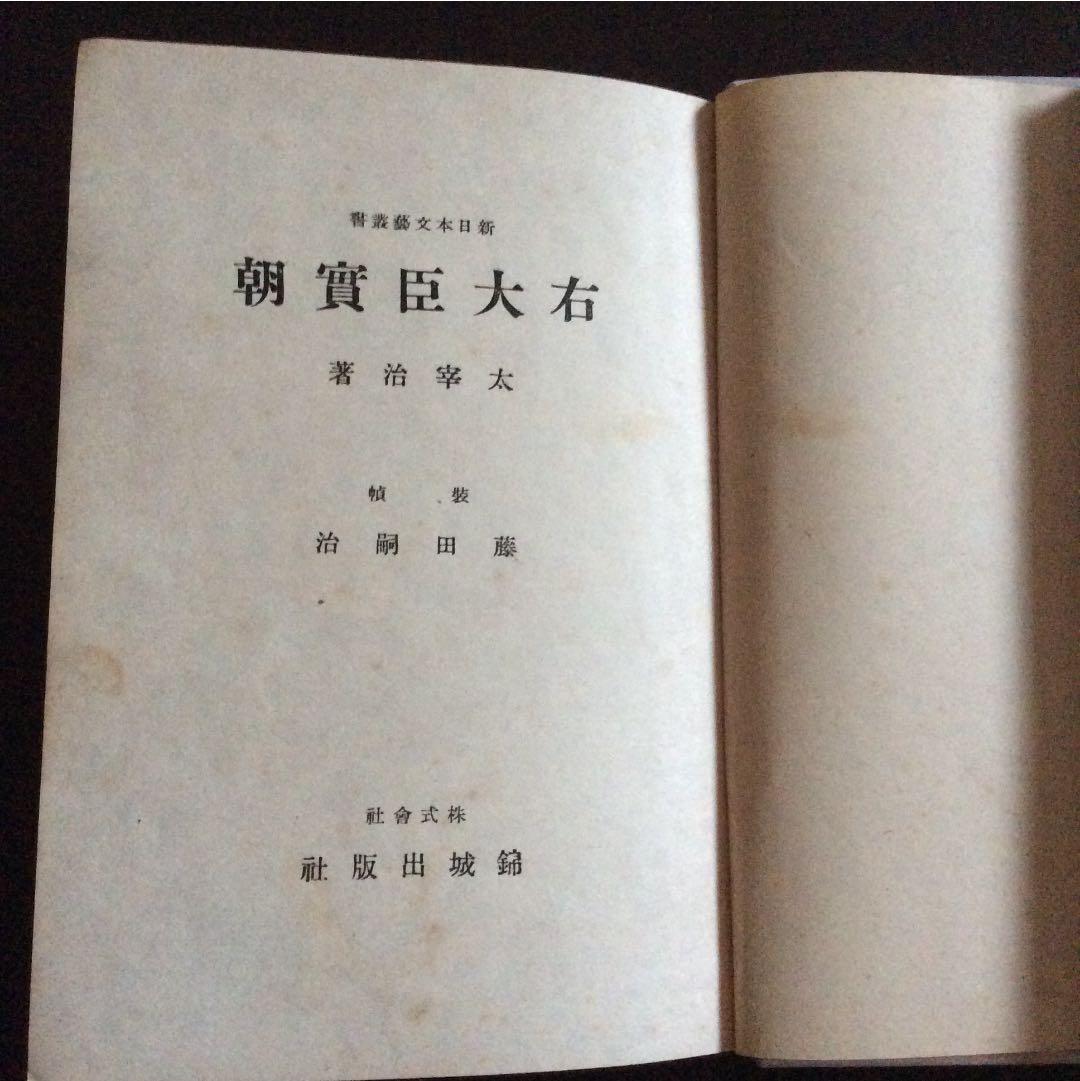 新日本文藝叢書
右大臣實朝
太宰治著
裝幀
藤田嗣治
株式會社
錦城出版社